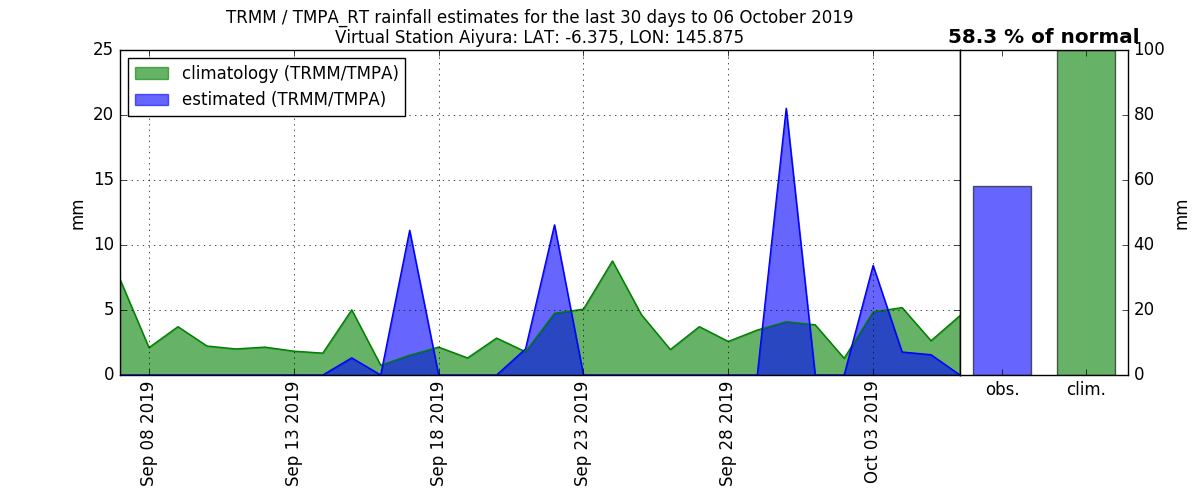 TRMM / TMPA_RT rainfall estimates for the last 30 days to 06 October 2019
Virtual Station Aiyura: LAT: -6.375, LON: 145.875
58.3 % of normal
climatology (TRMM/TMPA)
estimated (TRMM/TMPA)
mm
25
20
15
10
5
0
Sep 08 2019
Sep 13 2019
Sep 18 2019
Sep 23 2019
Sep 28 2019
Oct 03 2019
obs.
clim.
100
80
60
40
20
0
mm